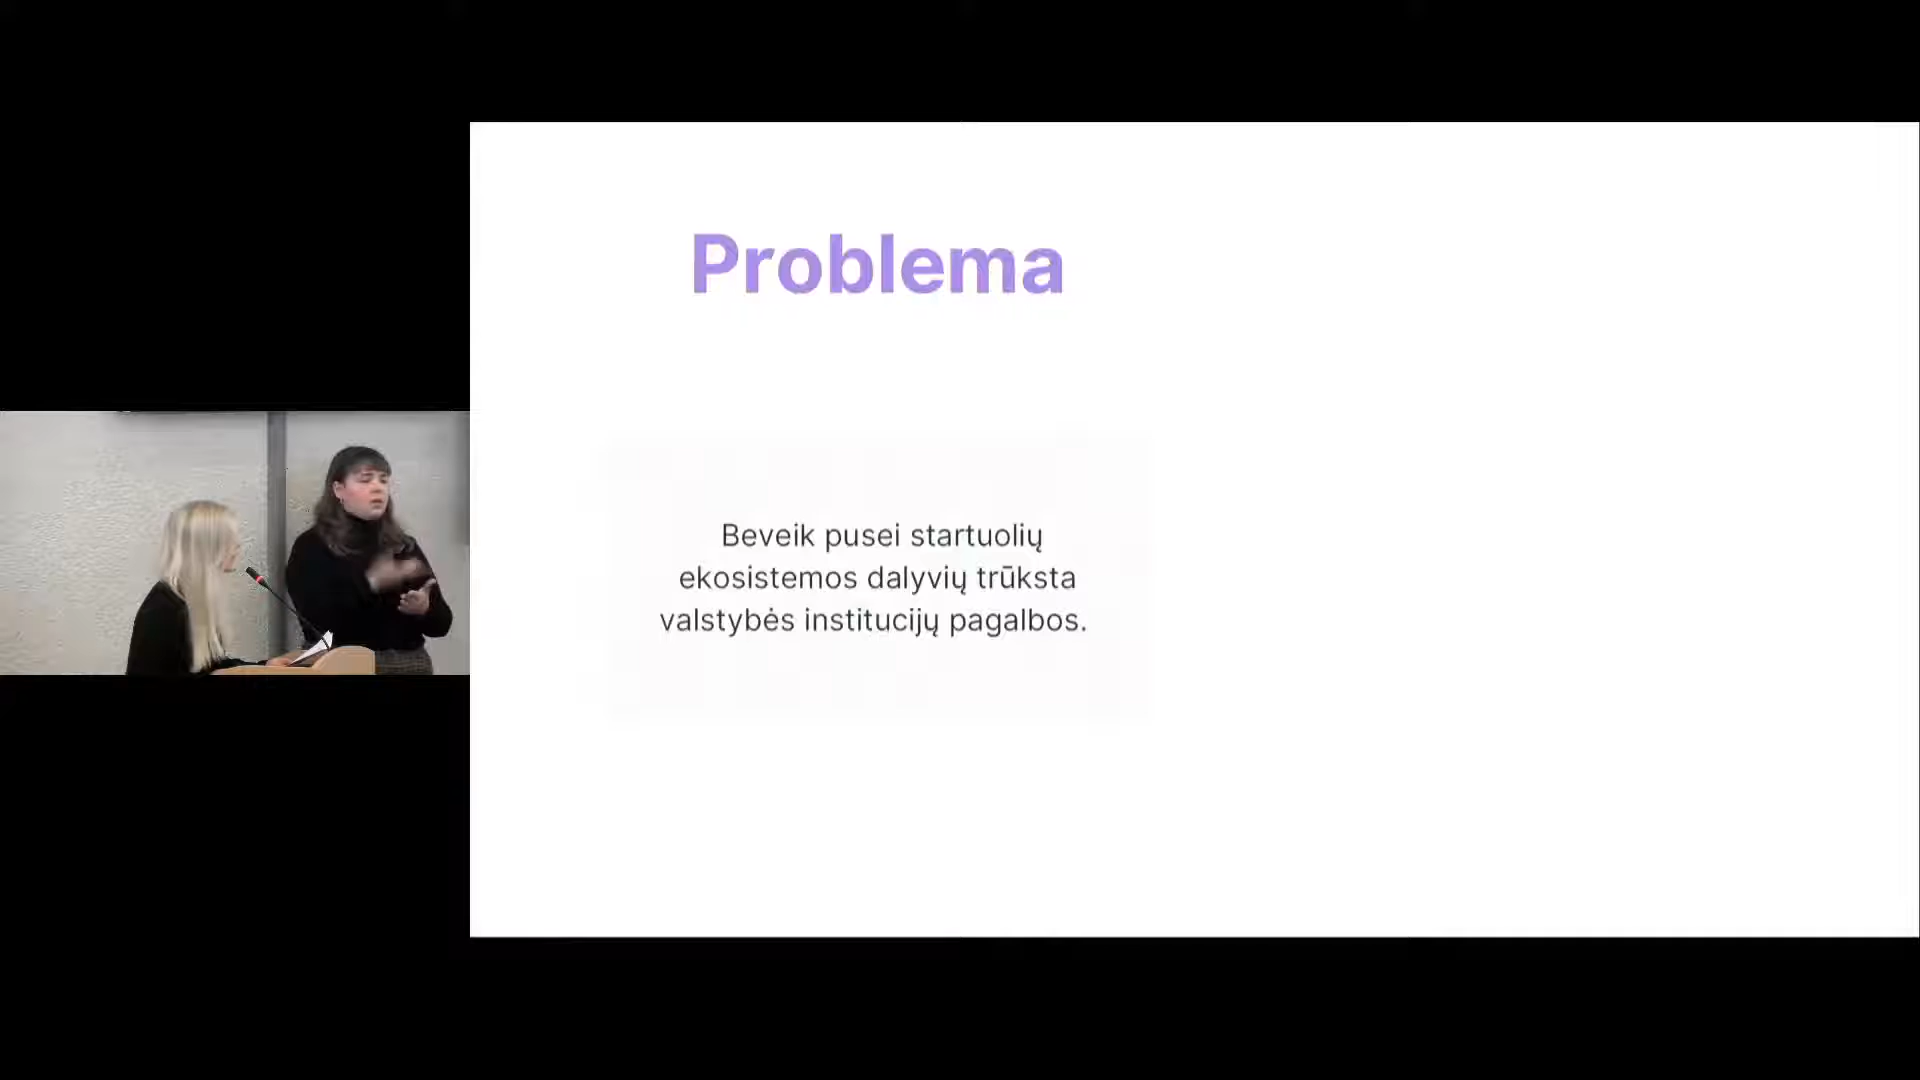 Problema
Beveik pusei startuolių
ekosistemos dalyvių trūksta
valstybės institucijų pagalbos.